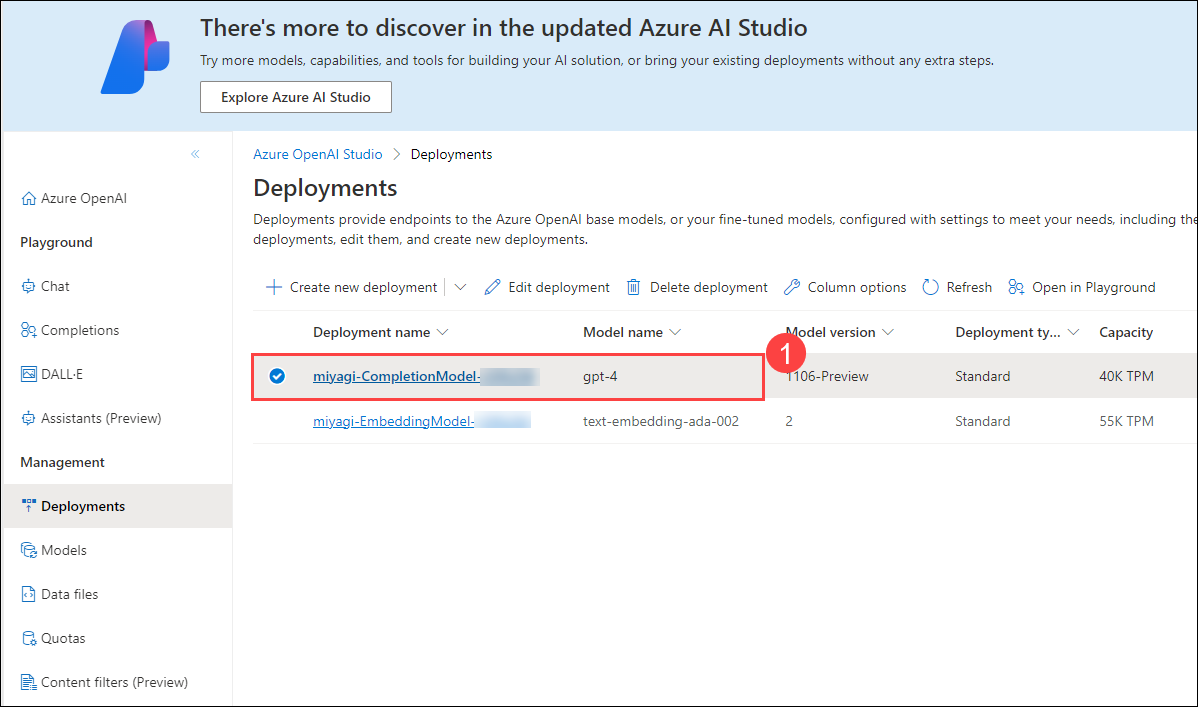 There's more to discover in the updated Azure AI Studio
Try more models, capabilities, and tools for building your AI solution, or bring your existing deployments without any extra steps.
Explore Azure AI Studio
Azure OpenAI
Playground
Chat
Completions
DALL·E
Assistants (Preview)
Management
Deployments
Models
Data files
Quotas
Content filters (Preview)
Azure OpenAI Studio > Deployments
Deployments
Deployments provide endpoints to the Azure OpenAI base models, or your fine-tuned models, configured with settings to meet your needs, including the
deployments, edit them, and create new deployments.
Create new deployment Edit deployment Delete deployment Column options Refresh Open in Playground
Deployment name Model name Model version Deployment ty... Capacity
1
miyagi-CompletionModel- gpt-4 1106-Preview Standard 40K TPM
miyagi-EmbeddingModel- text-embedding-ada-002 2 Standard 55K TPM